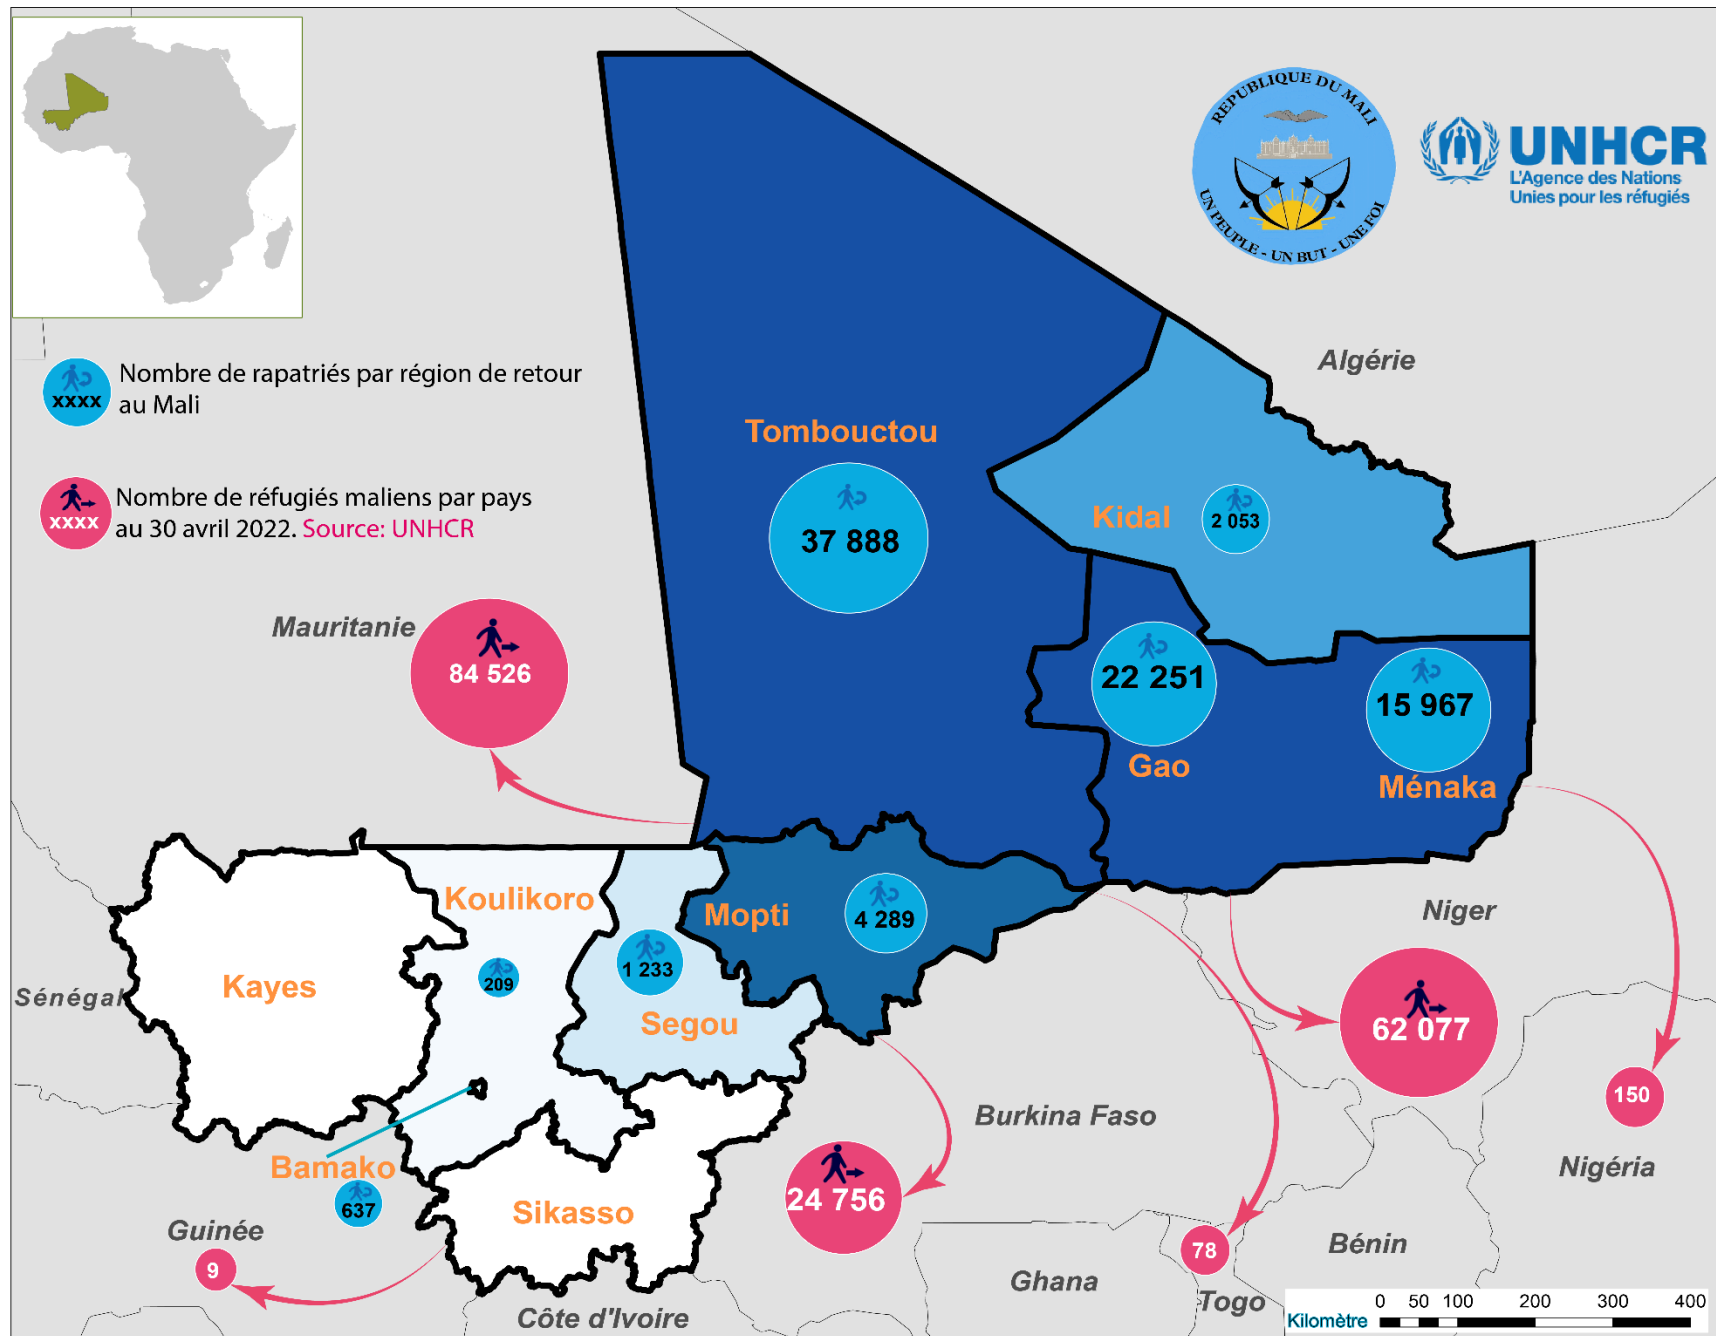 REPUBLIQUE DU MALI
UN PEUPLE - UN BUT - UNE FOI
UNHCR
L'Agence des Nations
Unies pour les réfugiés
xxxx
Nombre de rapatriés par région de retour
au Mali
xxxx
Nombre de réfugiés maliens par pays
au 30 avril 2022. Source: UNHCR
Algérie
Tombouctou
37 888
Kidal
2 053
Mauritanie
84 526
22 251
Gao
15 967
Ménaka
Koulikoro
209
Mopti
4 289
Niger
62 077
Kayes
Sénégal
1 233
Segou
150
Nigéria
Burkina Faso
24 756
Bamako
637
Sikasso
Guinée
9
78
Togo
Bénin
Ghana
Côte d'Ivoire
Kilomètre
0 50 100 200 300 400